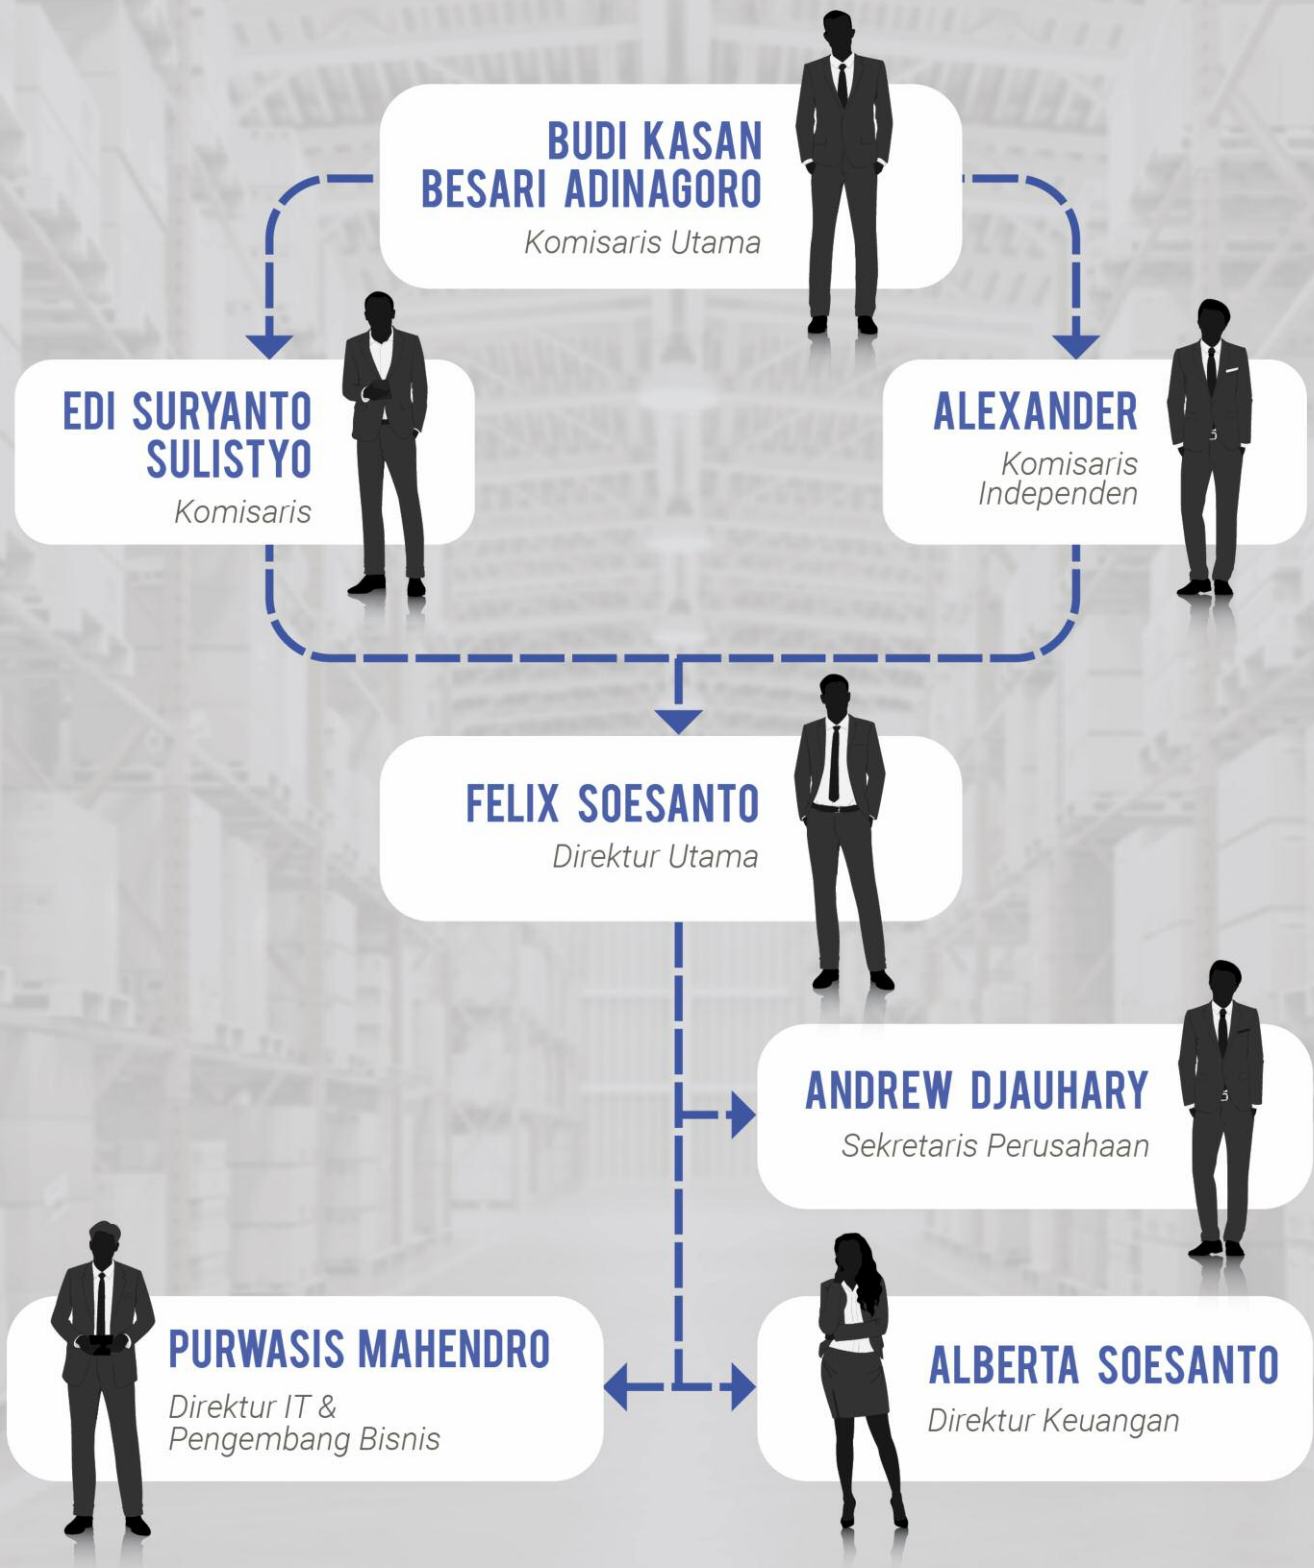 BUDI KASAN
BESARI ADINAGORO
Komisaris Utama
EDI SURYANTO
SULISTYO
Komisaris
ALEXANDER
Komisaris
Independen
FELIX SOESANTO
Direktur Utama
ANDREW DJAUHARY
Sekretaris Perusahaan
PURWASIS MAHENDRO
Direktur IT &
Pengembang Bisnis
ALBERTA SOESANTO
Direktur Keuangan